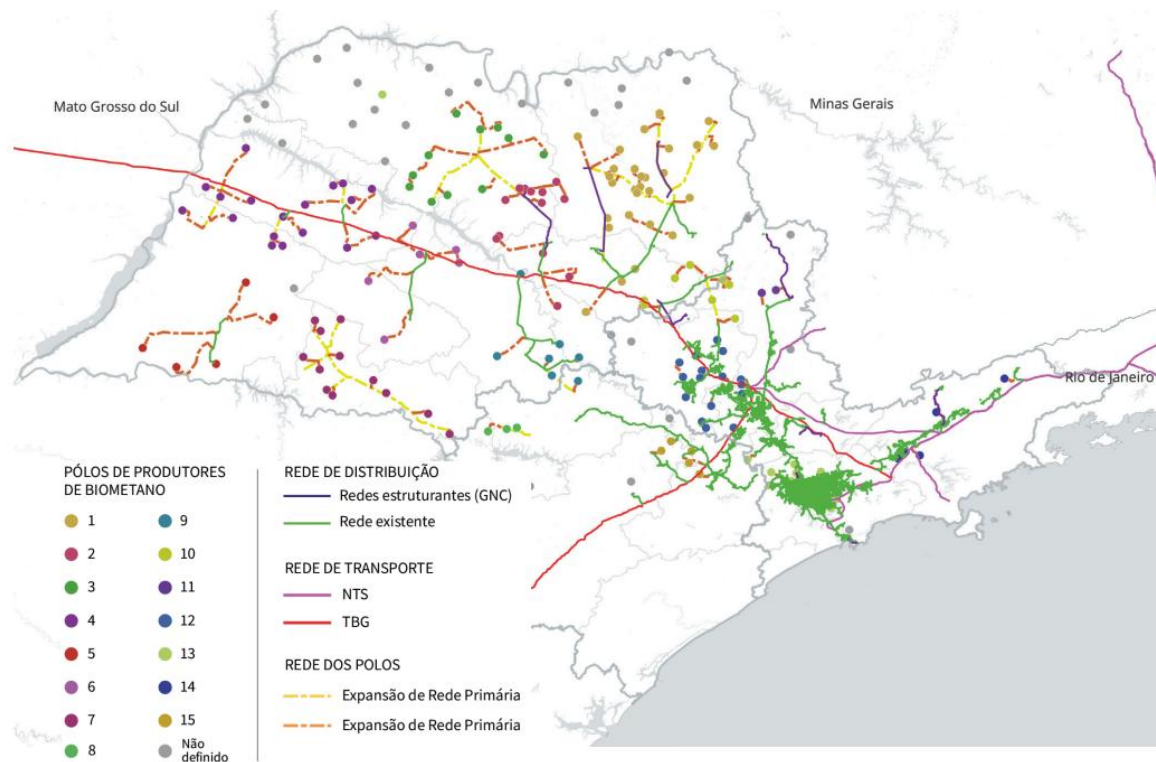 Mato Grosso do Sul
Minas Gerais
Rio de Janeiro
PÓLOS DE PRODUTORES
DE BIOMETANO
1
2
3
4
5
6
7
8
9
10
11
12
13
14
15
Não
definido
REDE DE DISTRIBUIÇÃO
Redes estruturantes (GNC)
Rede existente
REDE DE TRANSPORTE
NTS
TBG
REDE DOS POLOS
Expansão de Rede Primária
Expansão de Rede Primária